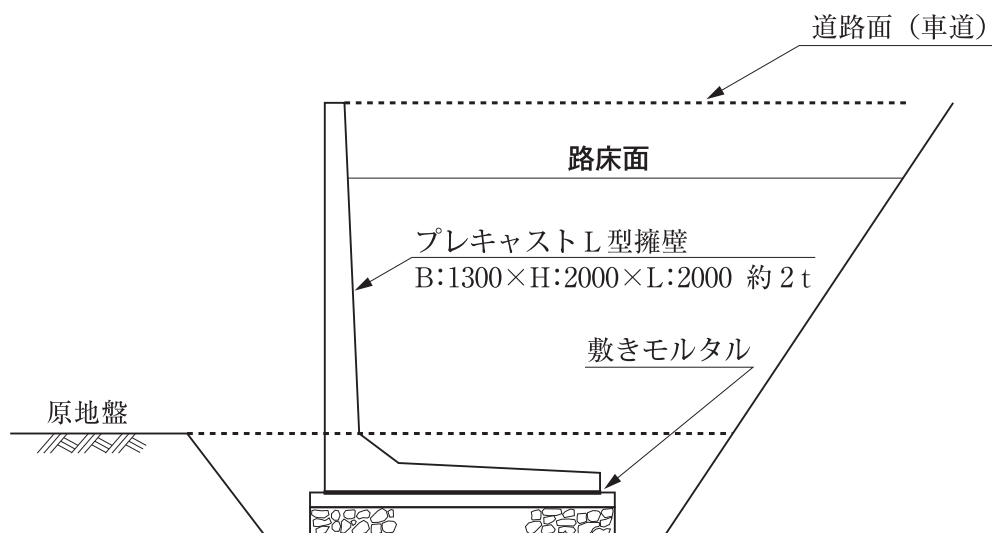 道路面（車道）
路床面
プレキャストL型擁壁
B:1300×H:2000×L:2000 約2t
敷きモルタル
原地盤